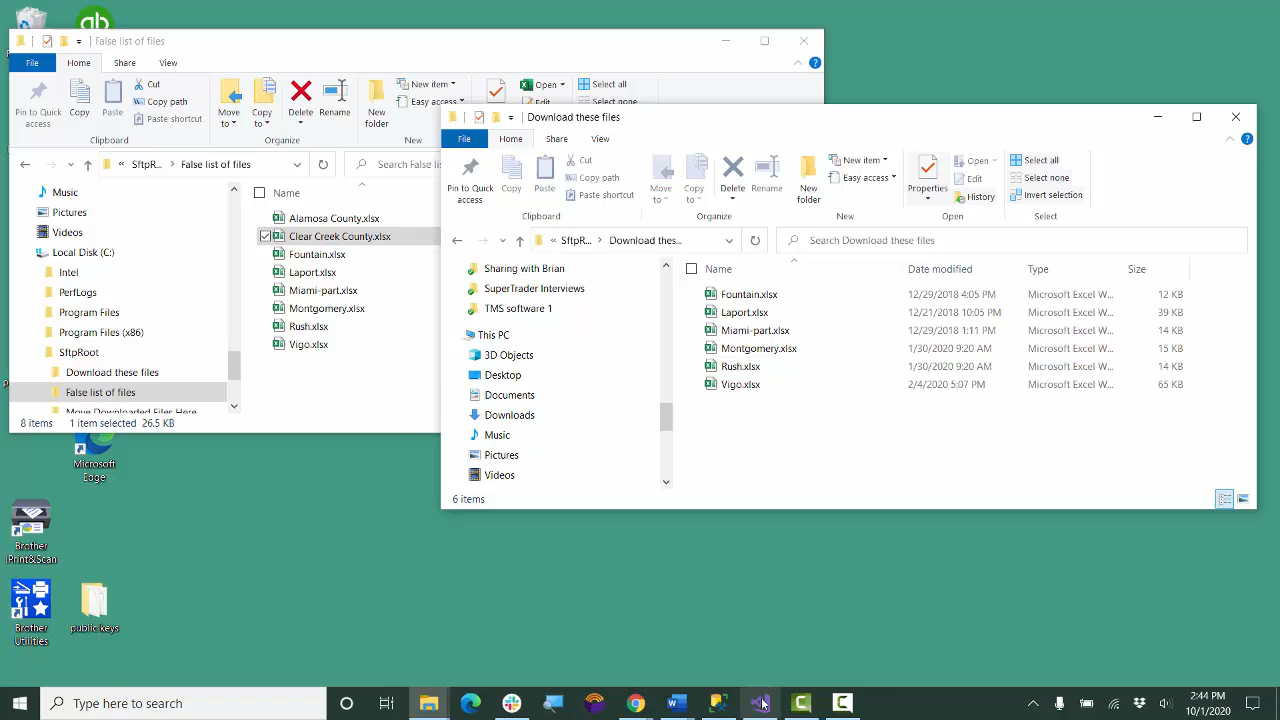 False list of files
File Home Share View
Pin to Quick access
Copy
Paste
Cut
Copy path
Paste shortcut
Clipboard
Move to
Copy to
Delete
Rename
Organize
New folder
New item
Easy access
New
Open
Edit
Select all
Select none
« SftpR... > False list of files
Search False li
Music
Pictures
Videos
Local Disk (C:)
Intel
PerfLogs
Program Files
Program Files (x86)
SftpRoot
Download these files
False list of files
Move Downloaded Files Here
Name
Alamosa County.xlsx
Clear Creek County.xlsx
Fountain.xlsx
Laport.xlsx
Miami-part.xlsx
Montgomery.xlsx
Rush.xlsx
Vigo.xlsx
8 items 1 item selected 26.5 KB
Download these files
File Home Share View
Pin to Quick access
Copy
Paste
Cut
Copy path
Paste shortcut
Clipboard
Move to
Copy to
Delete
Rename
Organize
New folder
New item
Easy access
New
Properties
Open
Edit
History
Open
Select all
Select none
Invert selection
Select
« SftpR... > Download thes...
Search Download these files
Sharing with Brian
SuperTrader Interviews
TMS software 1
This PC
3D Objects
Desktop
Documents
Downloads
Music
Pictures
Videos
Name Date modified Type Size
Fountain.xlsx 12/29/2018 4:05 PM Microsoft Excel W... 12 KB
Laport.xlsx 12/21/2018 10:05 PM Microsoft Excel W... 39 KB
Miami-part.xlsx 12/29/2018 1:11 PM Microsoft Excel W... 14 KB
Montgomery.xlsx 1/30/2020 9:20 AM Microsoft Excel W... 15 KB
Rush.xlsx 1/30/2020 9:20 AM Microsoft Excel W... 14 KB
Vigo.xlsx 2/4/2020 5:07 PM Microsoft Excel W... 65 KB
6 items
qb
Microsoft
Edge
Brother
iPrint&Scan
Brother
Utilities
public keys
Type here to search
2:44 PM
10/1/2020